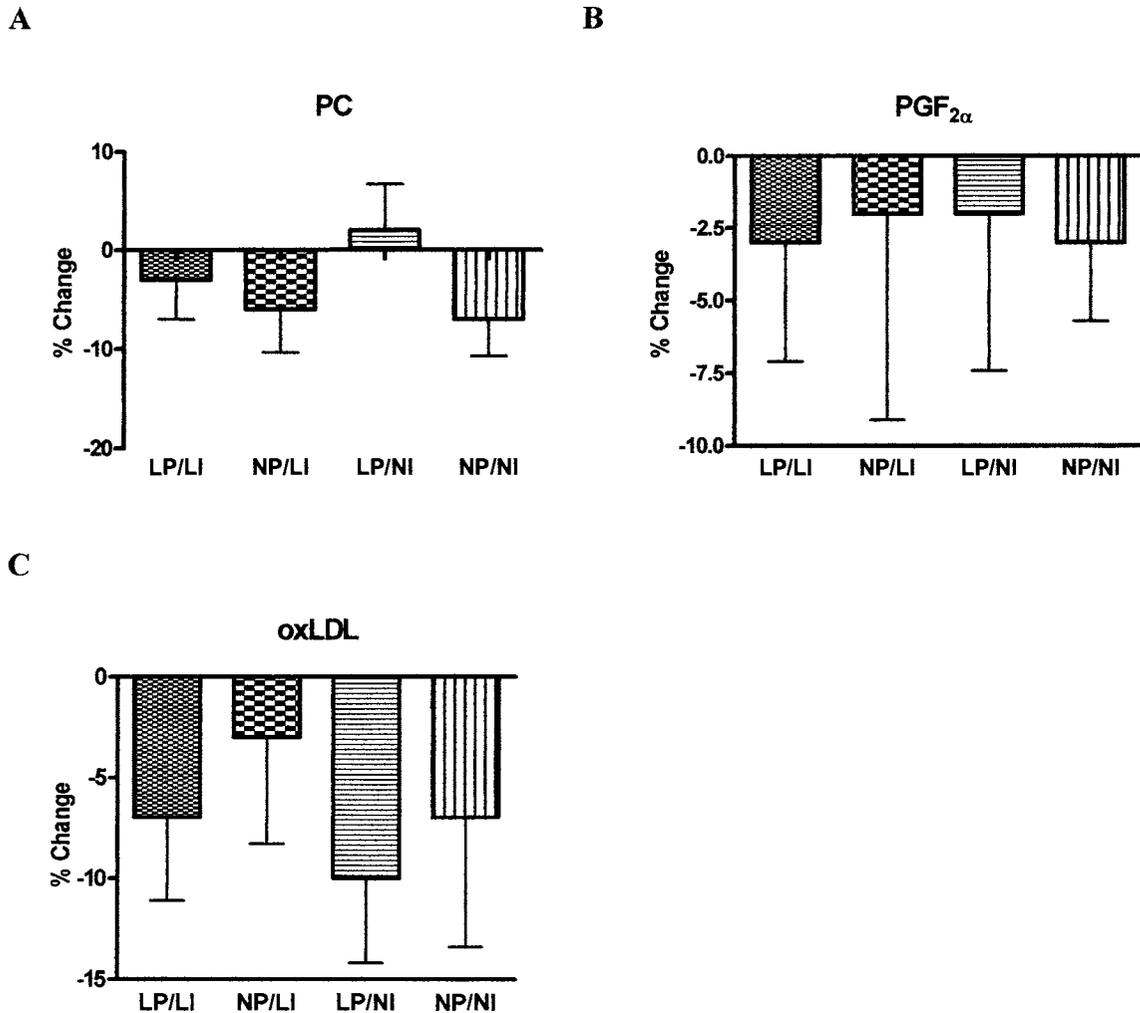 A
PC
% Change
10
0
-10
-20
LP/LI NP/LI LP/NI NP/NI
B
PGF2α
% Change
0.0
-2.5
-5.0
-7.5
-10.0
LP/LI NP/LI LP/NI NP/NI
C
oxLDL
% Change
0
-5
-10
-15
LP/LI NP/LI LP/NI NP/NI